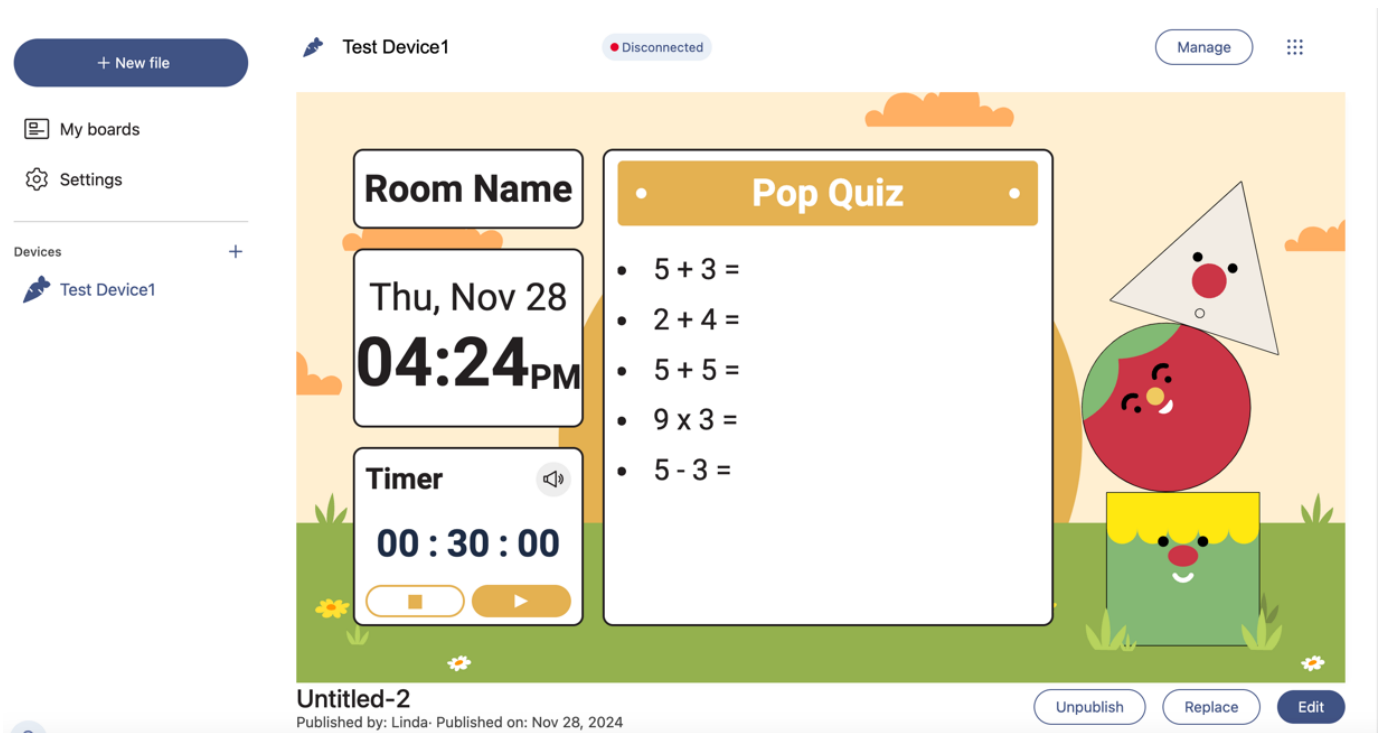 + New file
My boards
Settings
Devices +
Test Device1
Test Device1
Disconnected
Manage
Room Name
Thu, Nov 28
04:24PM
Timer
00 : 30 : 00
Pop Quiz
• 5 + 3 =
• 2 + 4 =
• 5 + 5 =
• 9 x 3 =
• 5 - 3 =
Untitled-2
Published by: Linda· Published on: Nov 28, 2024
Unpublish
Replace
Edit